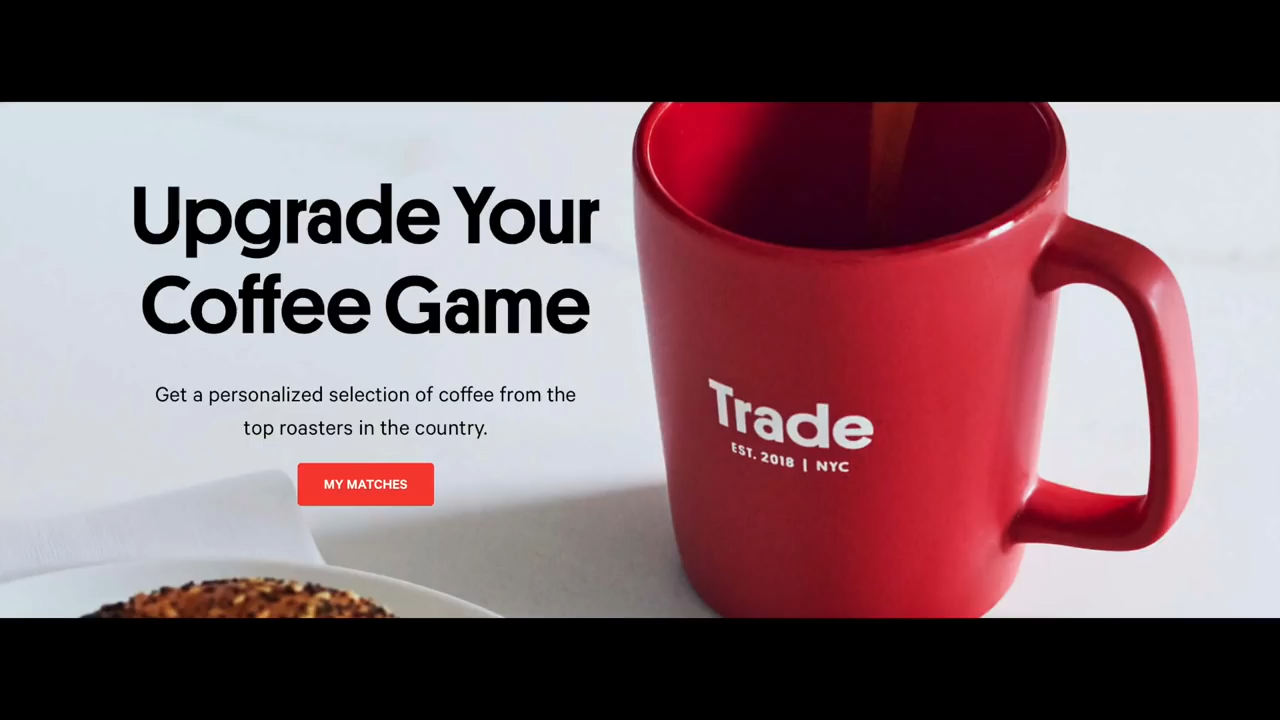 Upgrade Your
Coffee Game
Get a personalized selection of coffee from the
top roasters in the country.
MY MATCHES
Trade
EST. 2018 | NYC